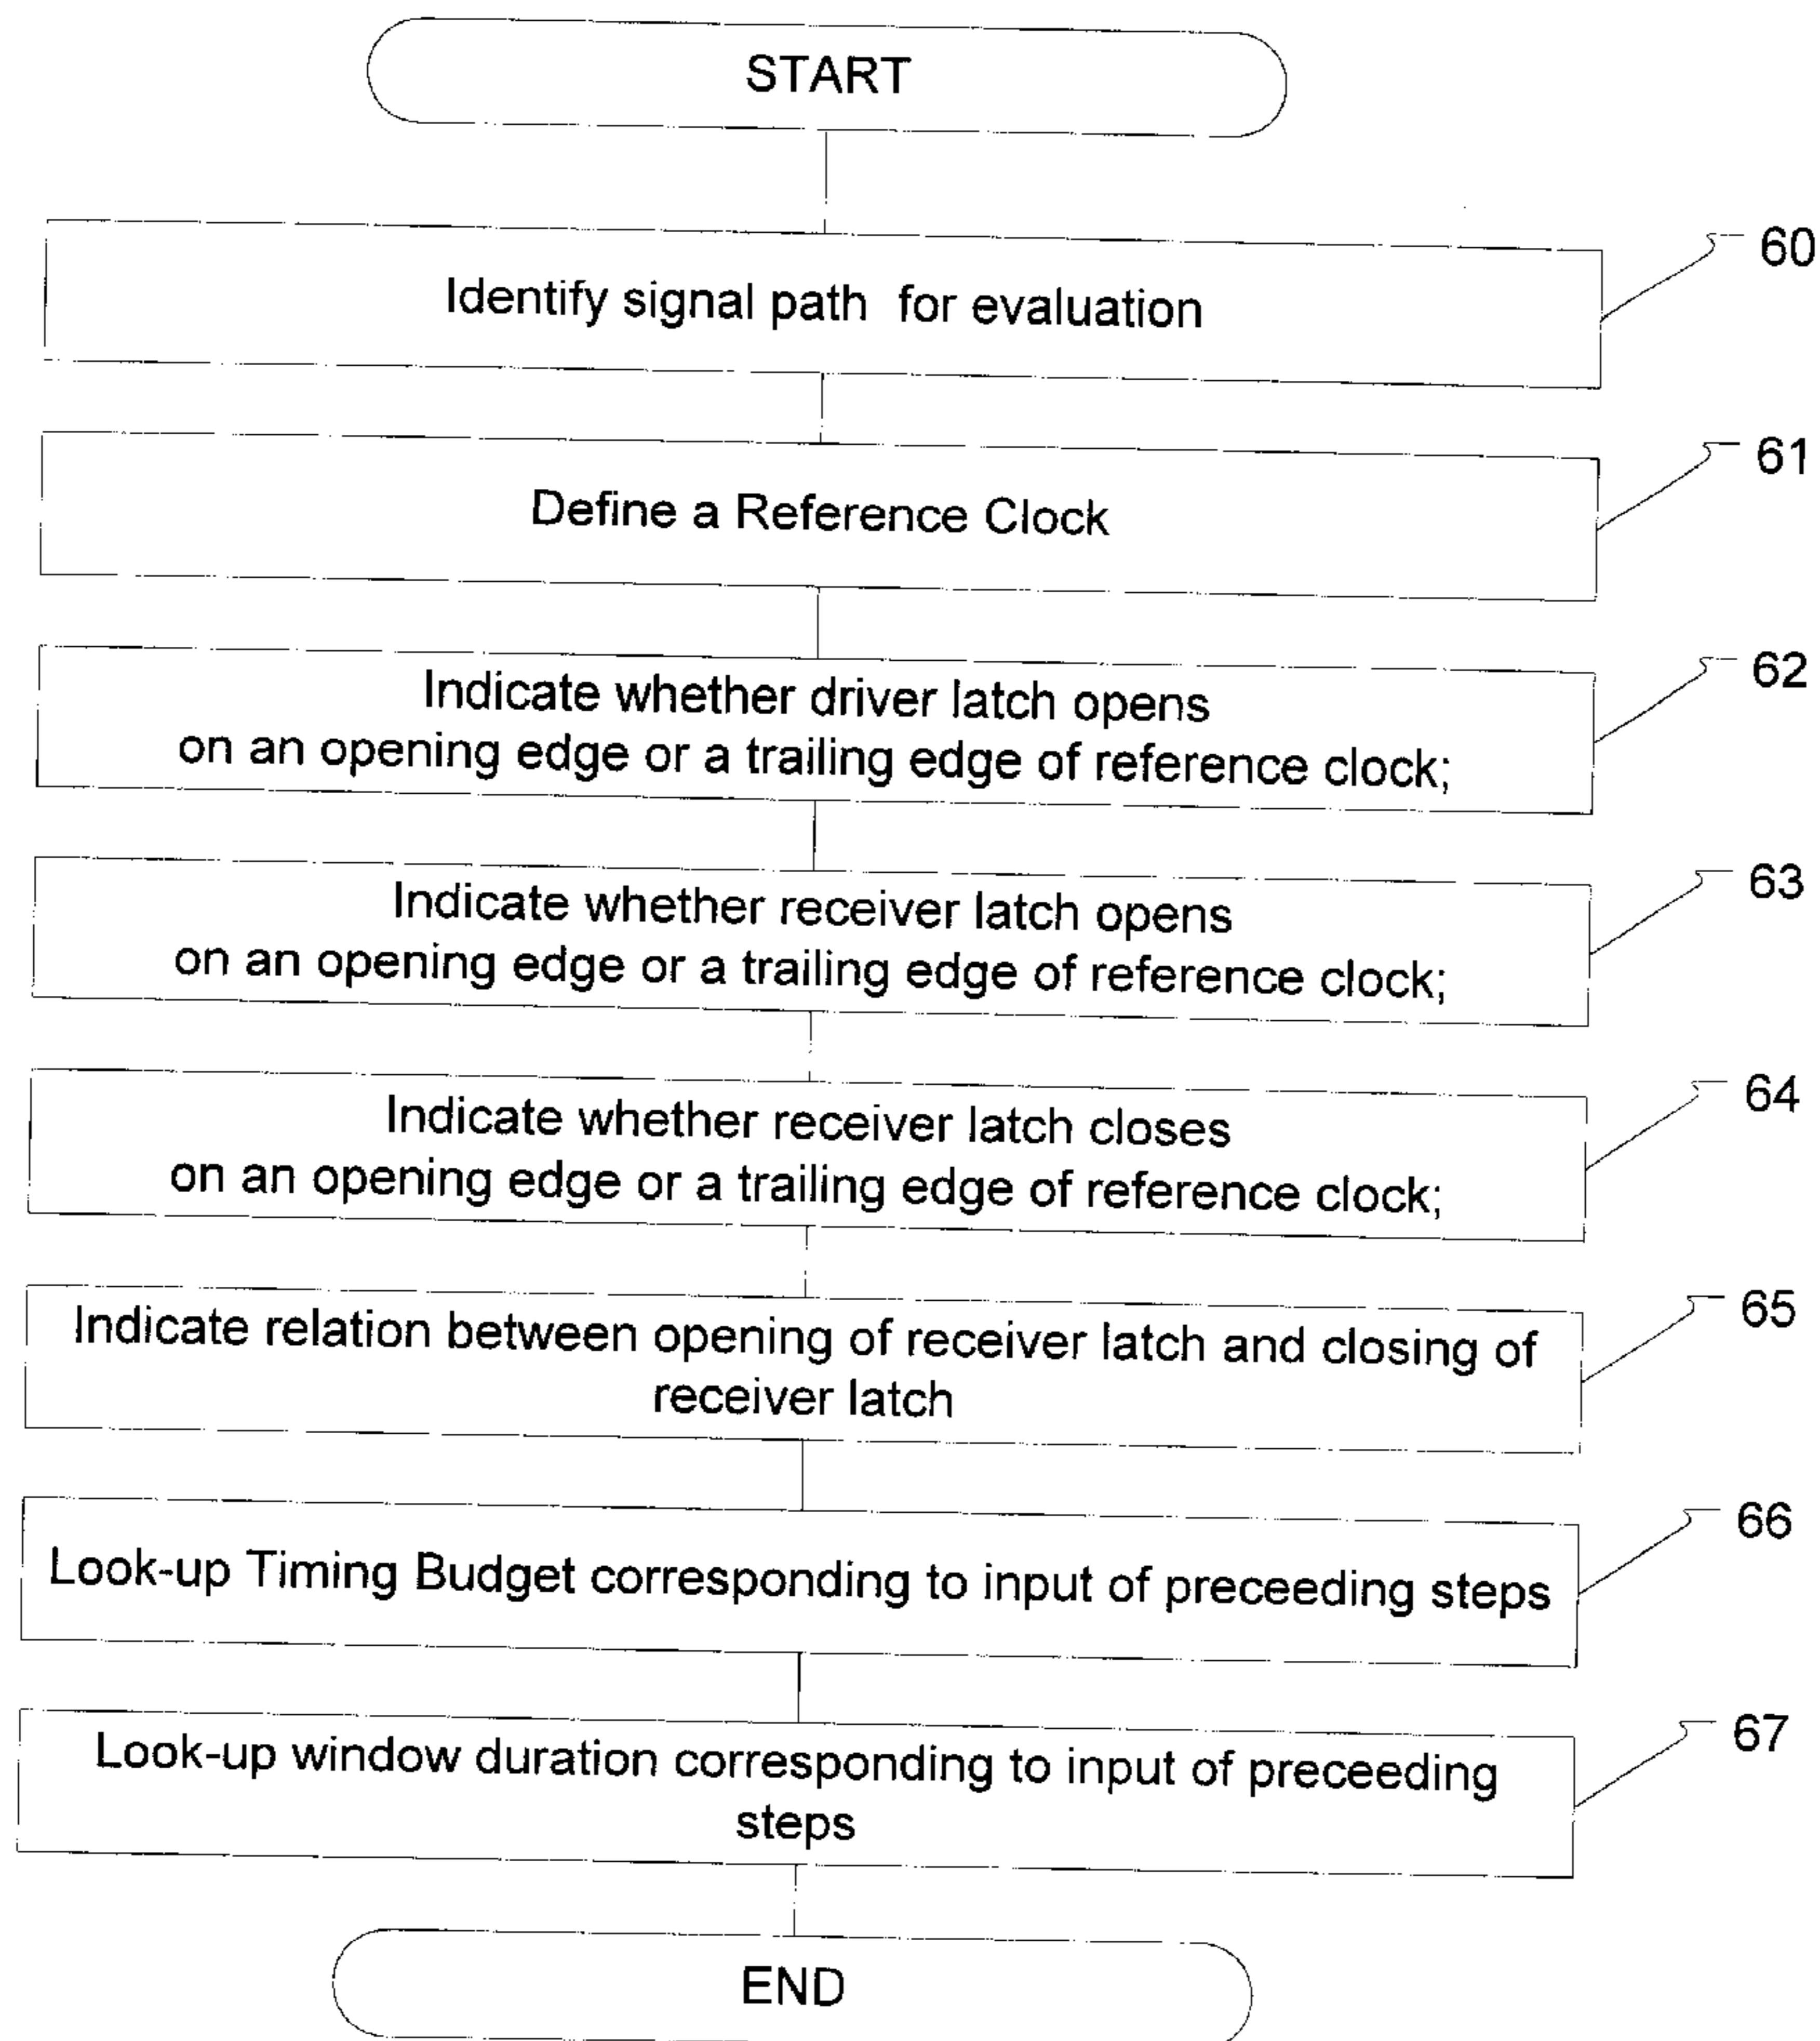 START
Identify signal path for evaluation
60
Define a Reference Clock
61
Indicate whether driver latch opens
on an opening edge or a trailing edge of reference clock;
62
Indicate whether receiver latch opens
on an opening edge or a trailing edge of reference clock;
63
Indicate whether receiver latch closes
on an opening edge or a trailing edge of reference clock;
64
Indicate relation between opening of receiver latch and closing of
receiver latch
65
Look-up Timing Budget corresponding to input of preceeding steps
66
Look-up window duration corresponding to input of preceeding
steps
67
END